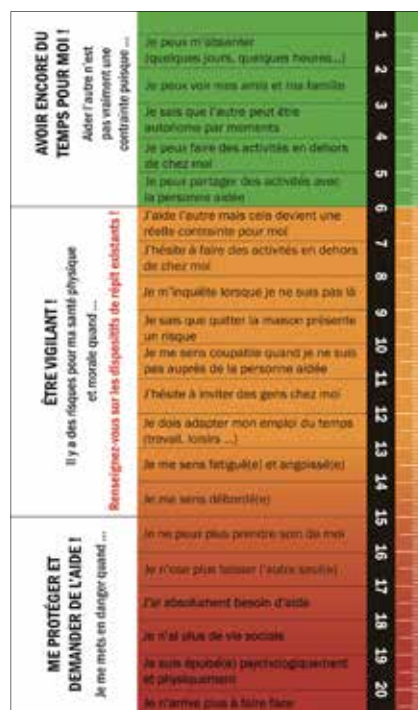 AVOIR ENCORE DU
TEMPS POUR MOI !
Aider l'autre n'est
pas vraiment une
contrainte puisque ...
Je peux m'absenter
(quelques jours, quelques heures...)
Je peux voir mes amis et ma famille
Je sais que l'autre peut être
autonome par moments
Je peux faire des activités en dehors
de chez moi
Je peux partager des activités avec
la personne aidée
1
2
3
4
5
6
ÊTRE VIGILANT !
Il y a des risques pour ma santé physique
et morale quand ...
Renseignez-vous sur les dispositifs de répit existants !
J'aide l'autre mais cela devient une
réelle contrainte pour moi
J'hésite à faire des activités en dehors
de chez moi
Je m'inquiète lorsque je ne suis pas là
Je sais que quitter la maison présente
un risque
Je me sens coupable quand je ne suis
pas auprès de la personne aidée
J'hésite à inviter des gens chez moi
Je dois adapter mon emploi du temps
(travail, loisirs ...)
Je me sens fatigué(e) et angoissé(e)
Je me sens débordé(e)
7
8
9
10
11
12
13
14
15
ME PROTÉGER ET
DEMANDER DE L'AIDE !
Je me mets en danger quand ...
Je ne peux plus prendre soin de moi
Je n'ose plus laisser l'autre seul(e)
J'ai absolument besoin d'aide
Je n'ai plus de vie sociale
Je suis épuisé(e) psychologiquement
et physiquement
Je n'arrive plus à faire face
16
17
18
19
20